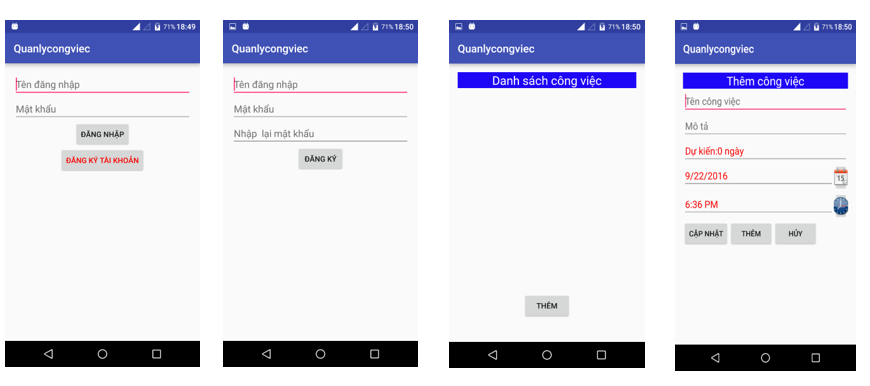 71% 18:49
Quanlycongviec
Tên đăng nhập
Mật khẩu
ĐĂNG NHẬP
ĐĂNG KÝ TÀI KHOẢN
71% 18:50
Quanlycongviec
Tên đăng nhập
Mật khẩu
Nhập lại mật khẩu
ĐĂNG KÝ
71% 18:50
Quanlycongviec
Danh sách công việc
THÊM
71% 18:50
Quanlycongviec
Thêm công việc
Tên công việc
Mô tả
Dự kiến:0 ngày
9/22/2016
15
6:36 PM
CẬP NHẬT THÊM HỦY